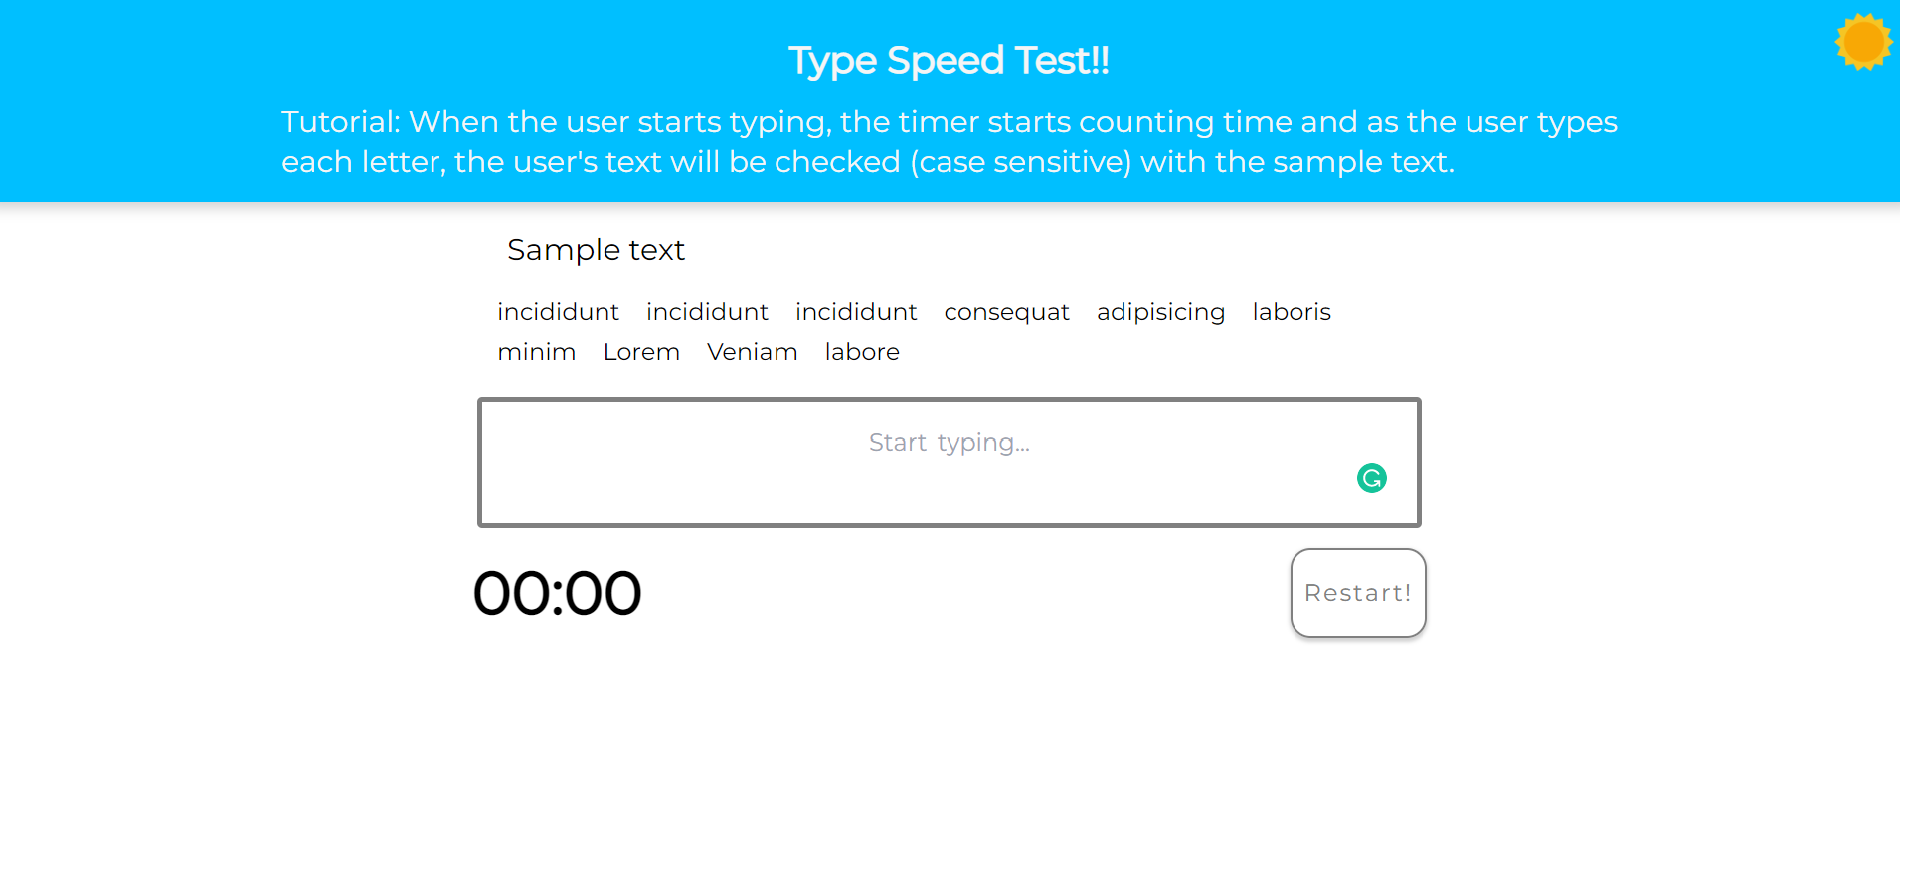 Type Speed Test!!
Tutorial: When the user starts typing, the timer starts counting time and as the user types
each letter, the user's text will be checked (case sensitive) with the sample text.
Sample text
incididunt incididunt incididunt consequat adipisicing laboris
minim Lorem Veniam labore
Start typing...
00:00
Restart!